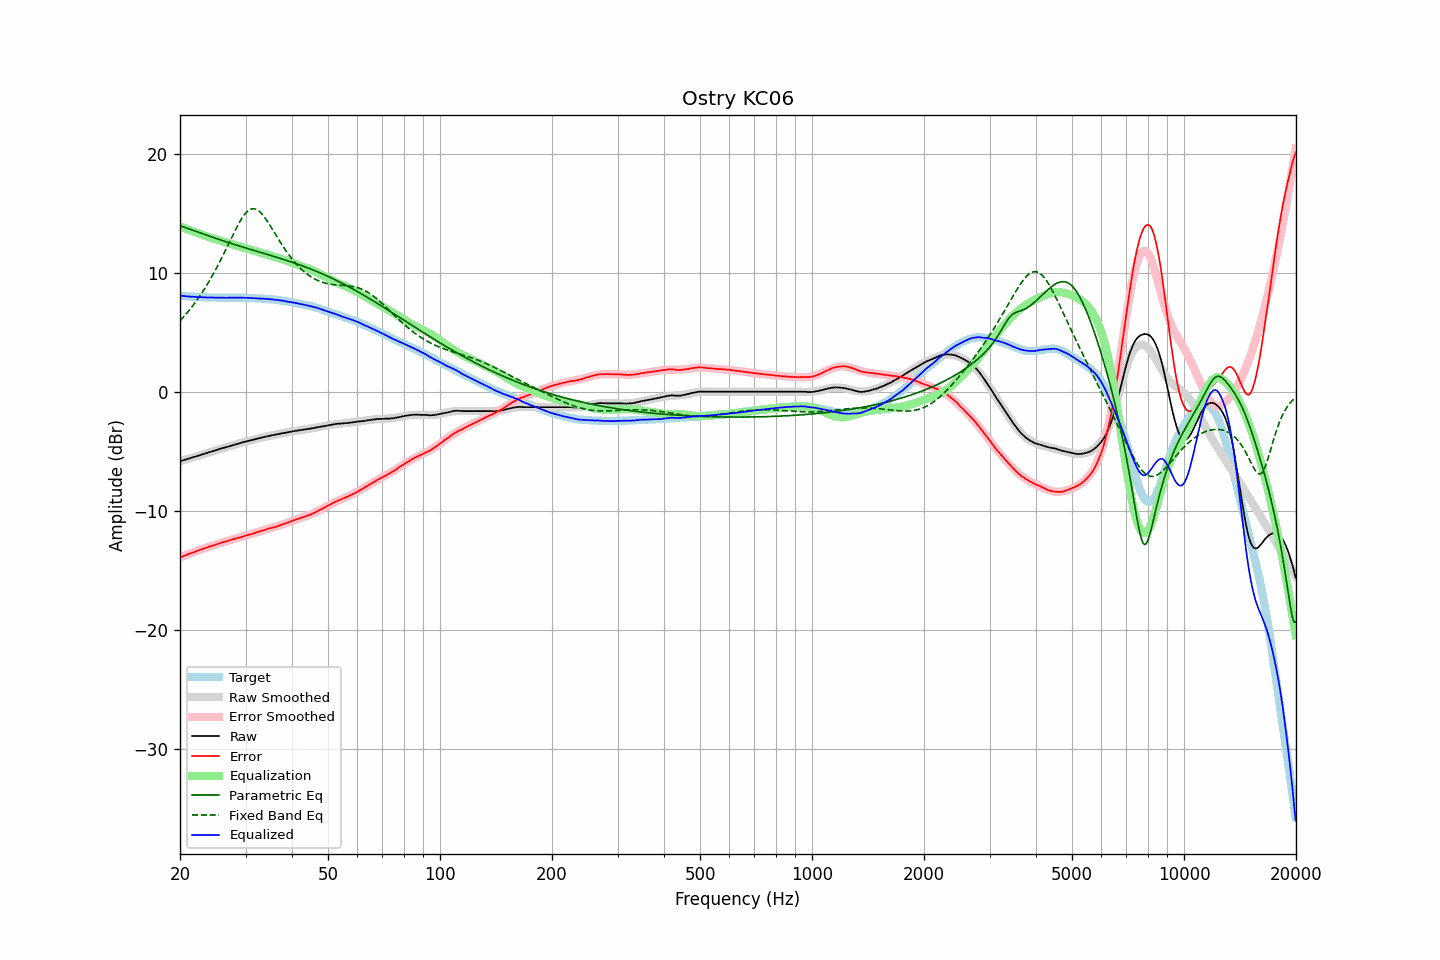 Ostry KC06
Amplitude (dBr)
20
10
0
−10
−20
−30
Target
Raw Smoothed
Error Smoothed
Raw
Error
Equalization
Parametric Eq
Fixed Band Eq
Equalized
20 50 100 200 500 1000 2000 5000 10000 20000
Frequency (Hz)